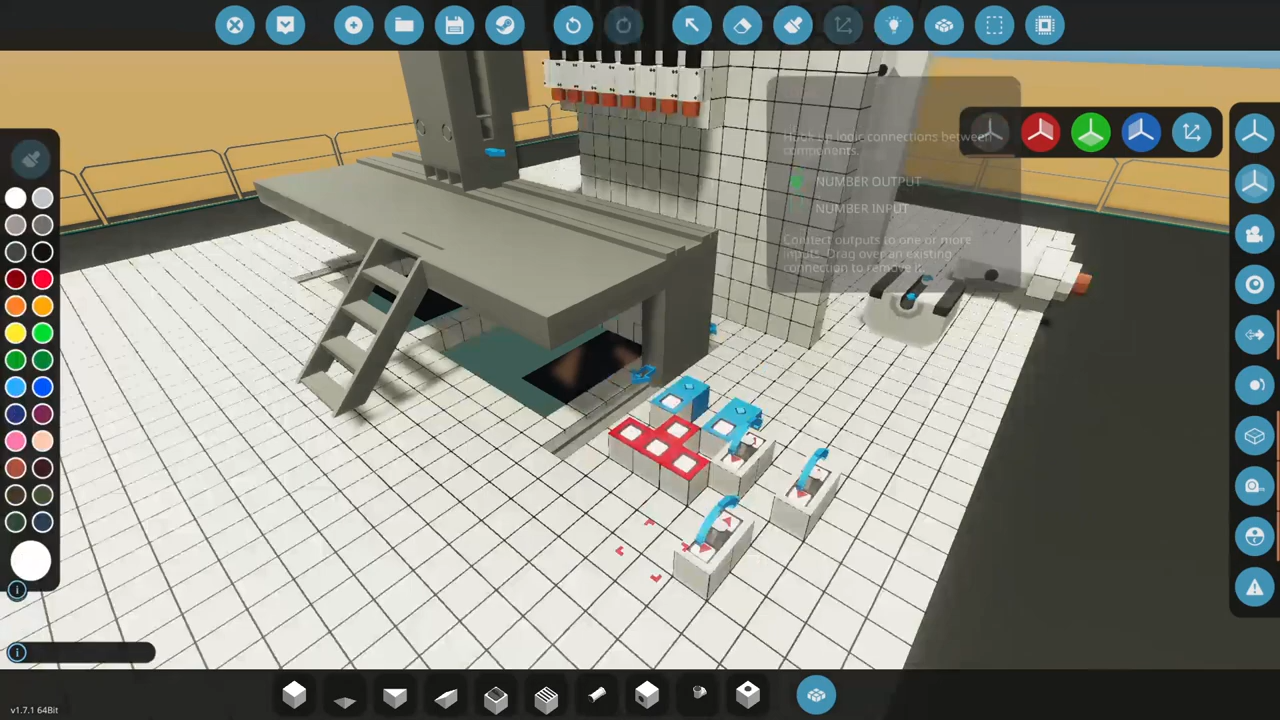 Hook up logic connections between
components.
NUMBER OUTPUT
NUMBER INPUT
Connect outputs to one or more
inputs. Drag over an existing
connection to remove it.
v1.7.1 64Bit